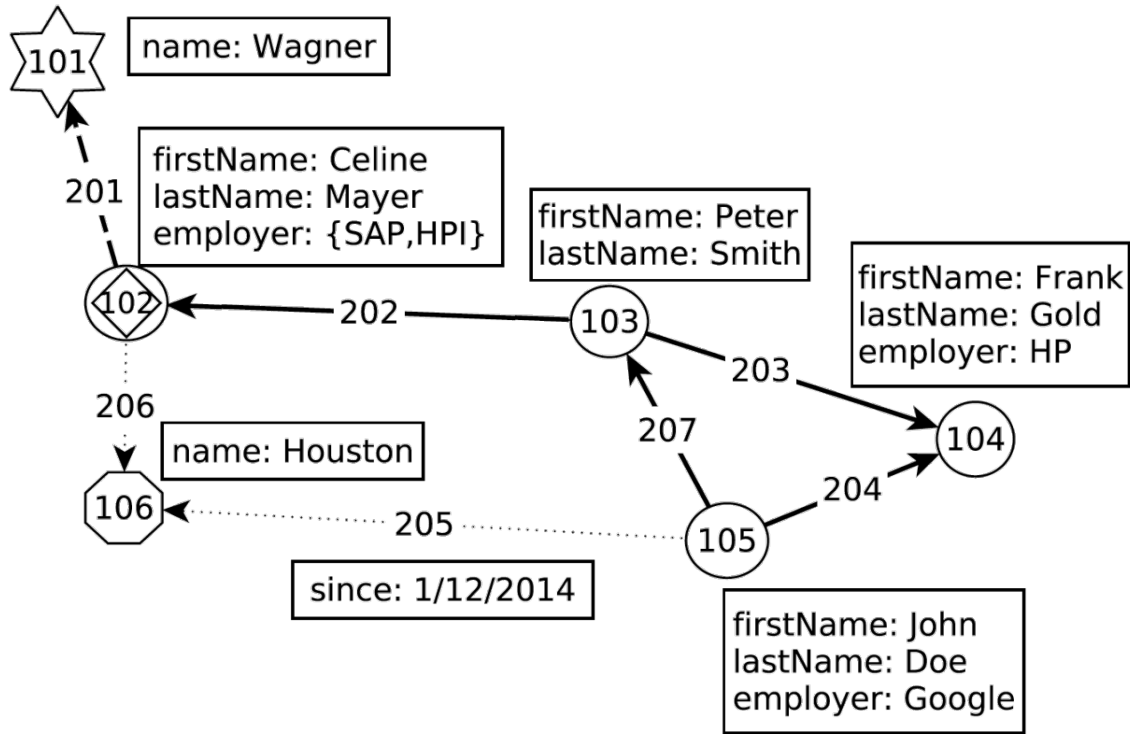 101
name: Wagner
201
firstName: Celine
lastName: Mayer
employer: {SAP,HPI}
102
202
firstName: Peter
lastName: Smith
103
203
firstName: Frank
lastName: Gold
employer: HP
104
206
name: Houston
106
207
204
205
105
since: 1/12/2014
firstName: John
lastName: Doe
employer: Google